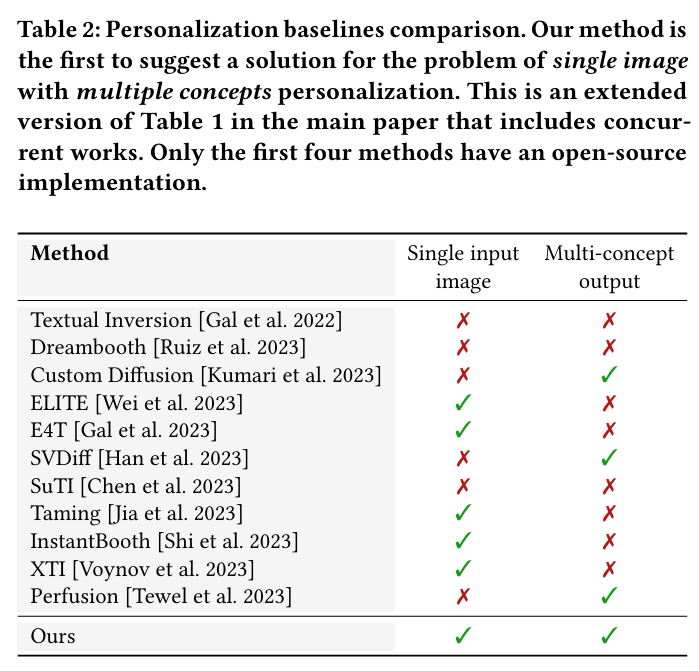 Table 2: Personalization baselines comparison. Our method is
the first to suggest a solution for the problem of single image
with multiple concepts personalization. This is an extended
version of Table 1 in the main paper that includes concur-
rent works. Only the first four methods have an open-source
implementation.
Method Single input image Multi-concept output
Textual Inversion [Gal et al. 2022] ✗ ✗
Dreambooth [Ruiz et al. 2023] ✗ ✗
Custom Diffusion [Kumari et al. 2023] ✗ ✓
ELITE [Wei et al. 2023] ✓ ✗
E4T [Gal et al. 2023] ✓ ✗
SVDiff [Han et al. 2023] ✗ ✓
SuTI [Chen et al. 2023] ✗ ✗
Taming [Jia et al. 2023] ✓ ✗
InstantBooth [Shi et al. 2023] ✓ ✗
XTI [Voynov et al. 2023] ✓ ✗
Perfusion [Tewel et al. 2023] ✗ ✓
Ours ✓ ✓